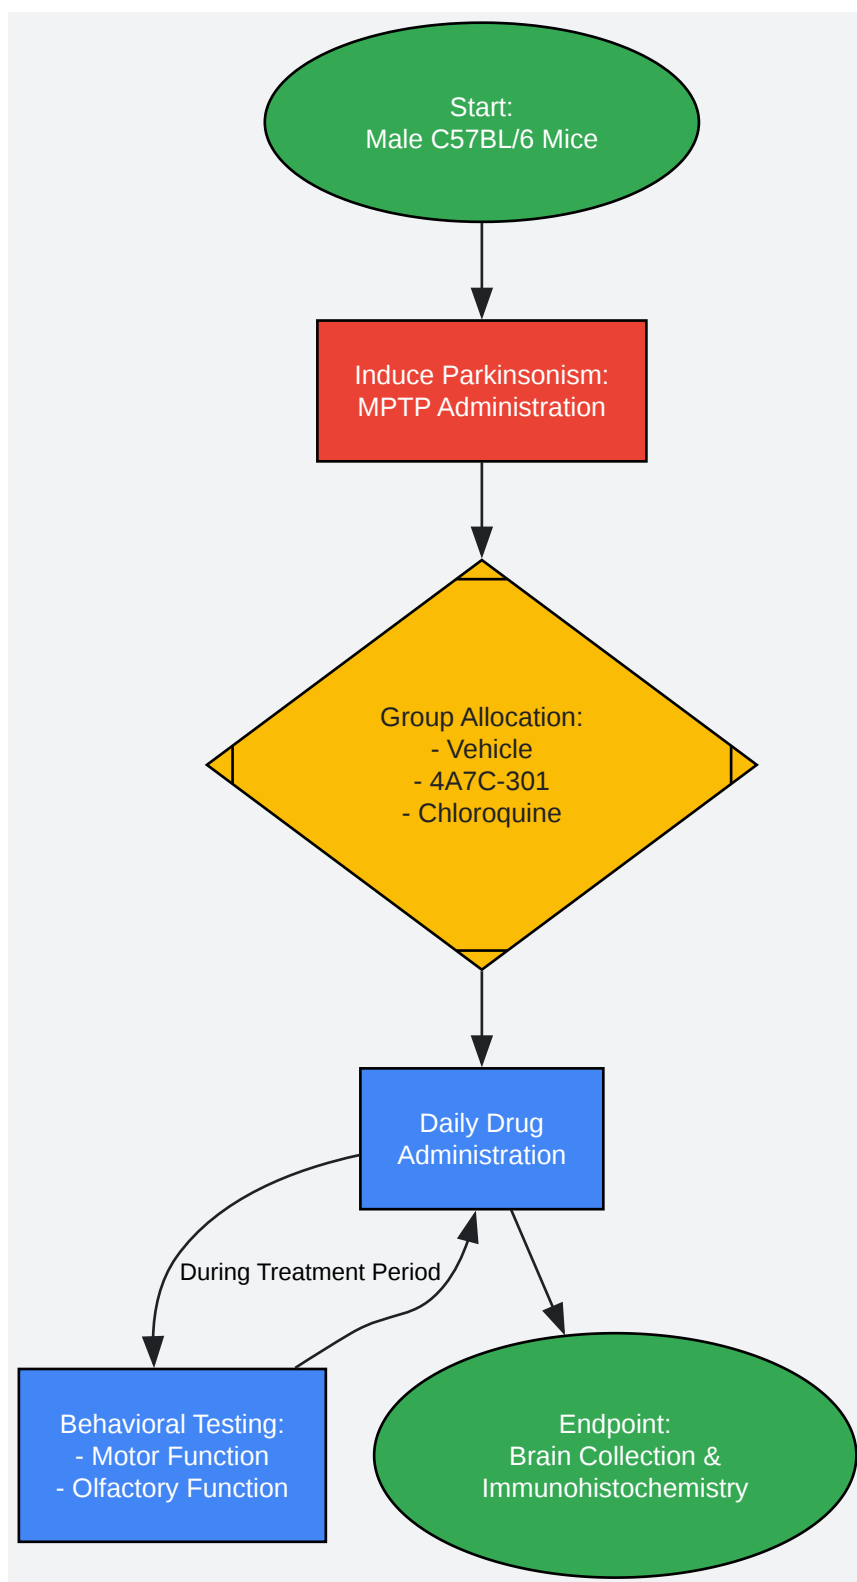 Start:
Male C57BL/6 Mice
Induce Parkinsonism:
MPTP Administration
Group Allocation:
- Vehicle
- 4A7C-301
- Chloroquine
Daily Drug
Administration
During Treatment Period
Behavioral Testing:
- Motor Function
- Olfactory Function
Endpoint:
Brain Collection &
Immunohistochemistry